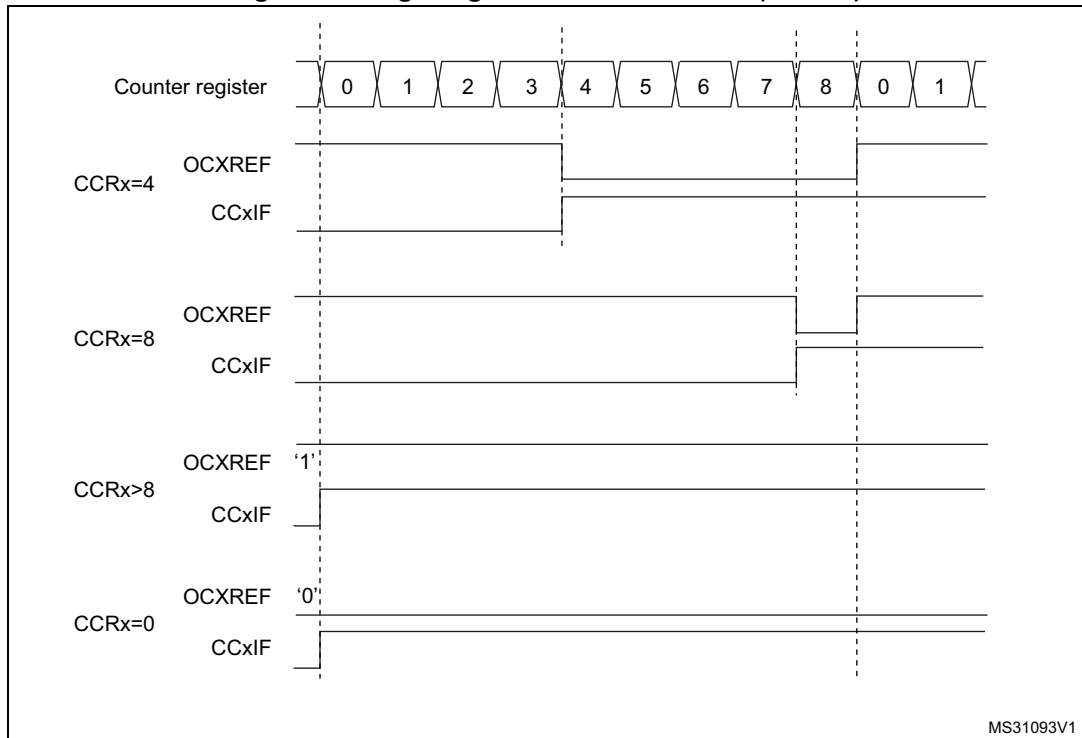 Counter register 0 1 2 3 4 5 6 7 8 0 1
OCXREF
CCRx=4
CCxIF
OCXREF
CCRx=8
CCxIF
OCXREF ‘1’
CCRx>8
CCxIF
OCXREF ‘0’
CCRx=0
CCxIF
MS31093V1